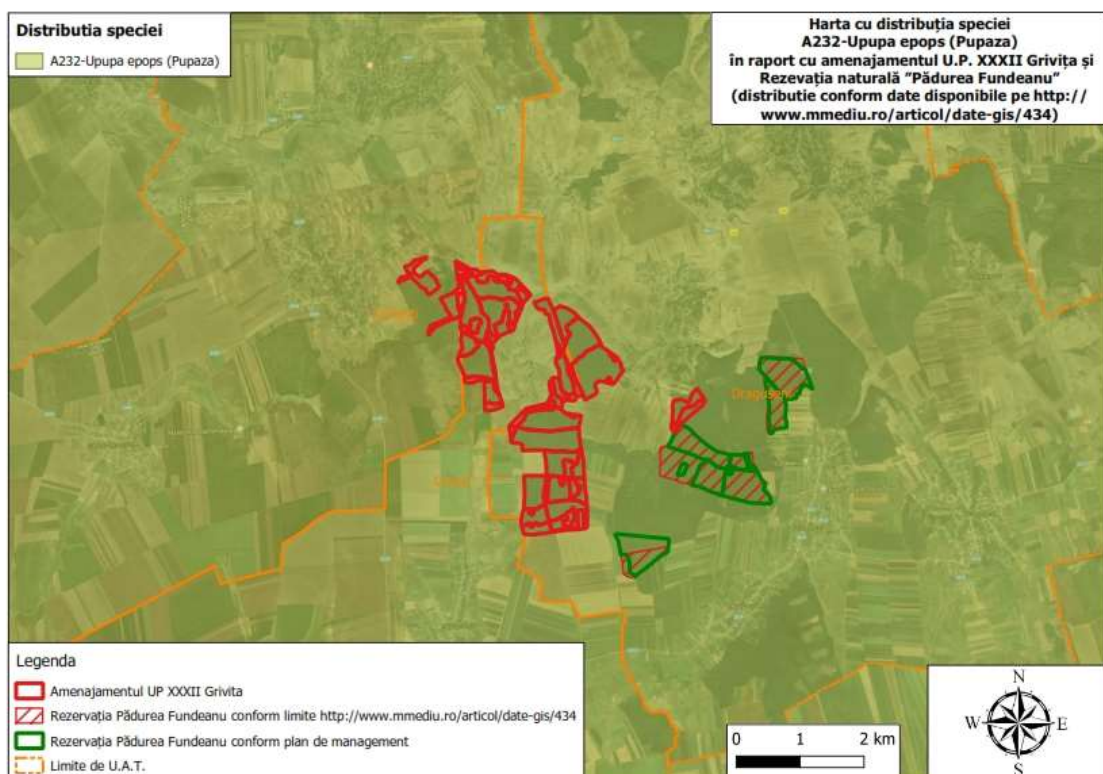 Distributia speciei
A232-Upupa epops (Pupaza)
Harta cu distribuția speciei
A232-Upupa epops (Pupaza)
în raport cu amenajamentul U.P. XXXII Grivița și
Rezevația naturală "Pădurea Fundeanu"
(distributie conform date disponibile pe http://
www.mmediu.ro/articol/date-gis/434)
Legenda
Amenajamentul UP XXXII Grivita
Rezervația Pădurea Fundeanu conform limite http://www.mmediu.ro/articol/date-gis/434
Rezervația Pădurea Fundeanu conform plan de management
Limite de U.A.T.
0 1 2 km
N
W E
S